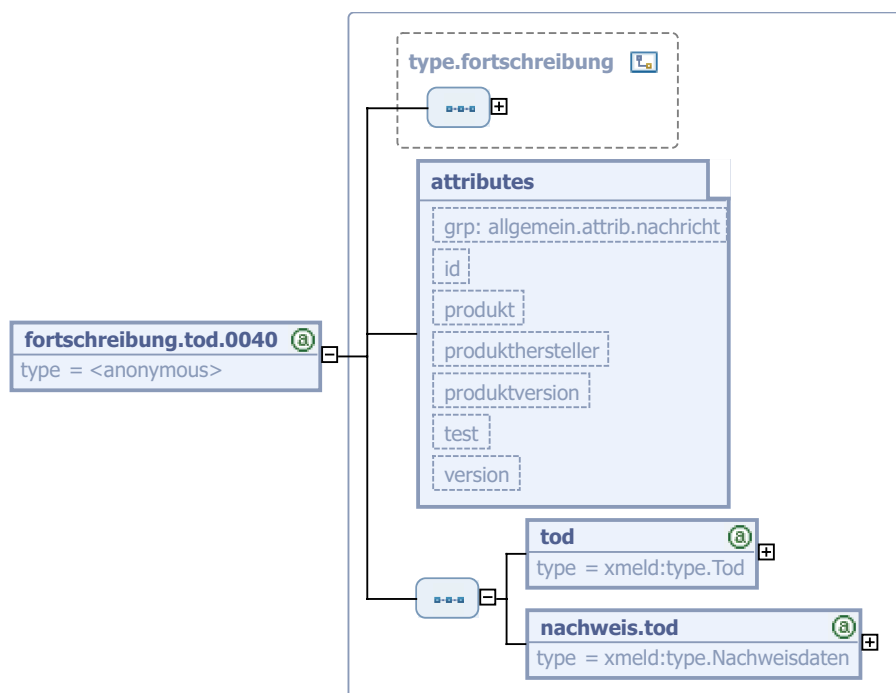 type.fortschreibung
attributes
grp: allgemein.attrib.nachricht
id
produkt
produkthersteller
produktversion
test
version
fortschreibung.tod.0040 @
type = <anonymous>
tod @
type = xmeld:type.Tod
nachweis.tod @
type = xmeld:type.Nachweisdaten